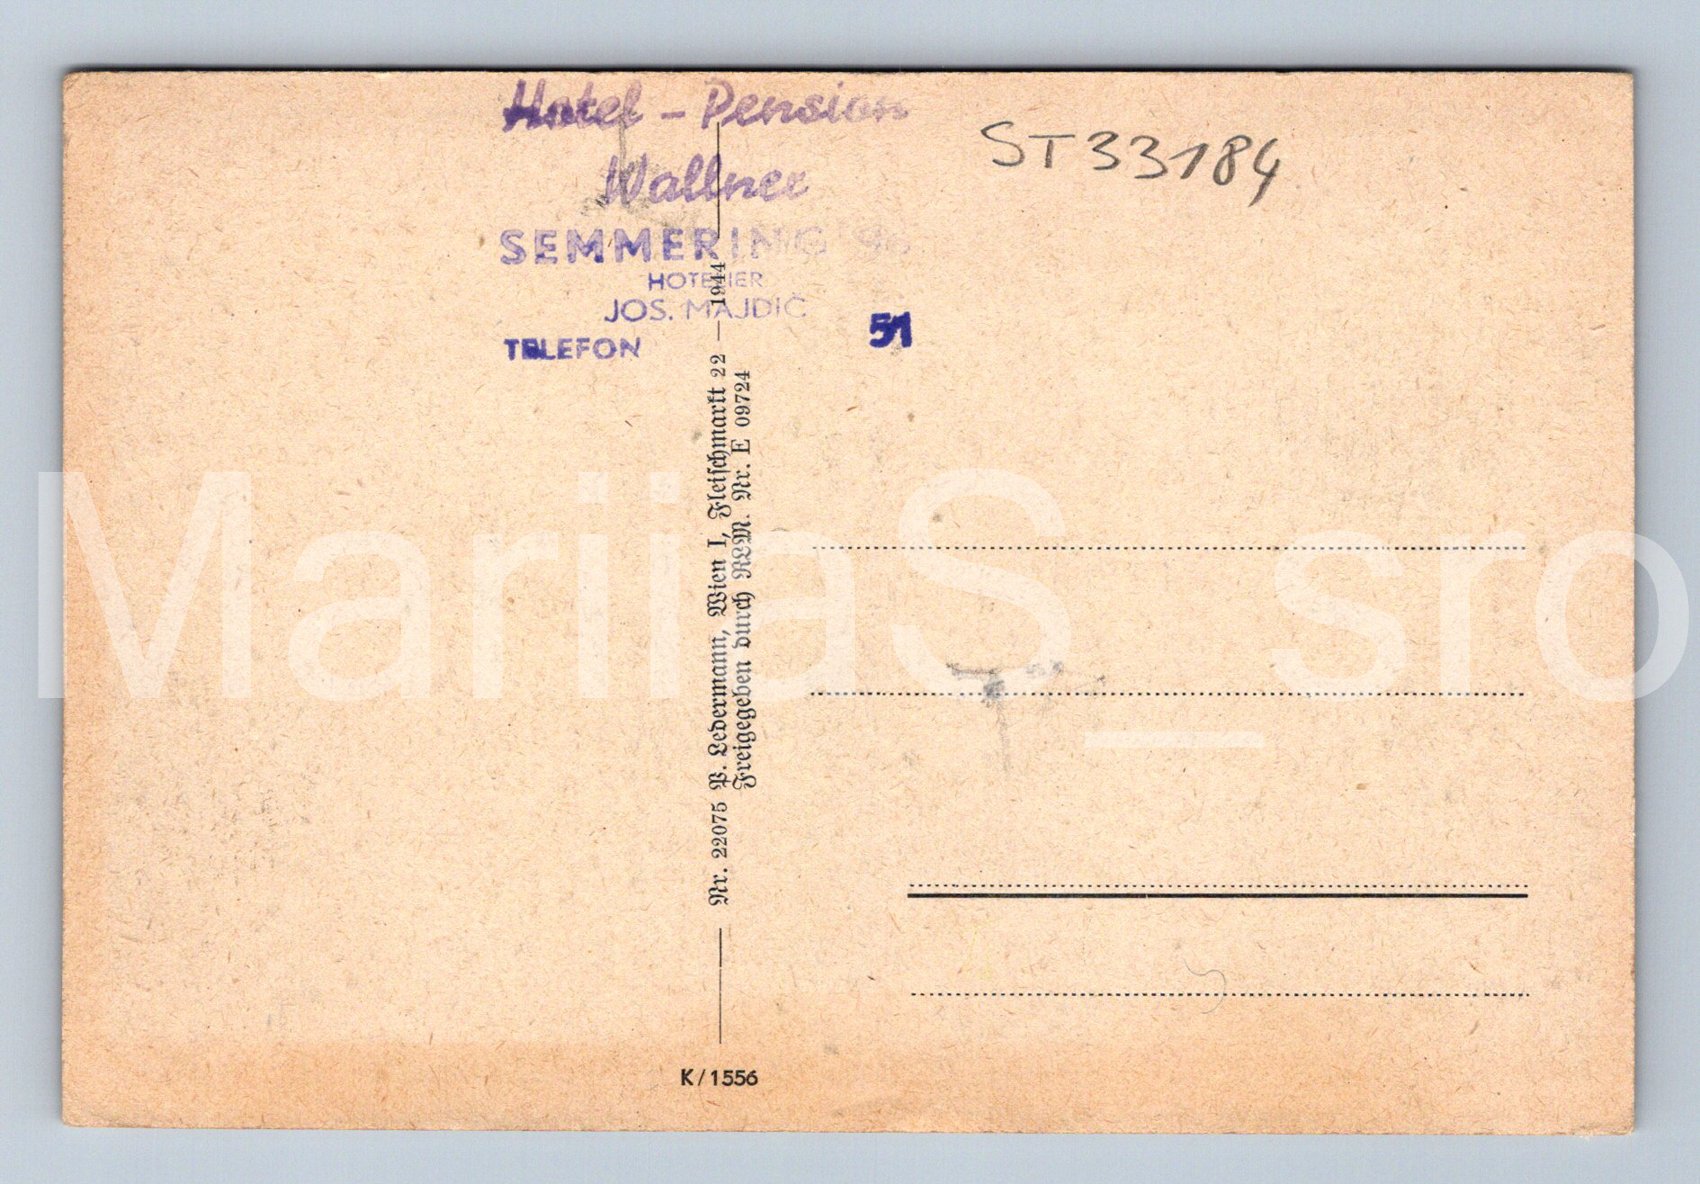 Hotel - Pension
Wallner
SEMMERING
HOTELIER
JOS. MAJDIČ
TELEFON 51
ST33184
Nr. 22075 P. Ledermann, Wien I, Fleischmarkt 22 — 1944
Freigegeben durch RLM. Nr. E 09724
K/1556
MariiaS_sro